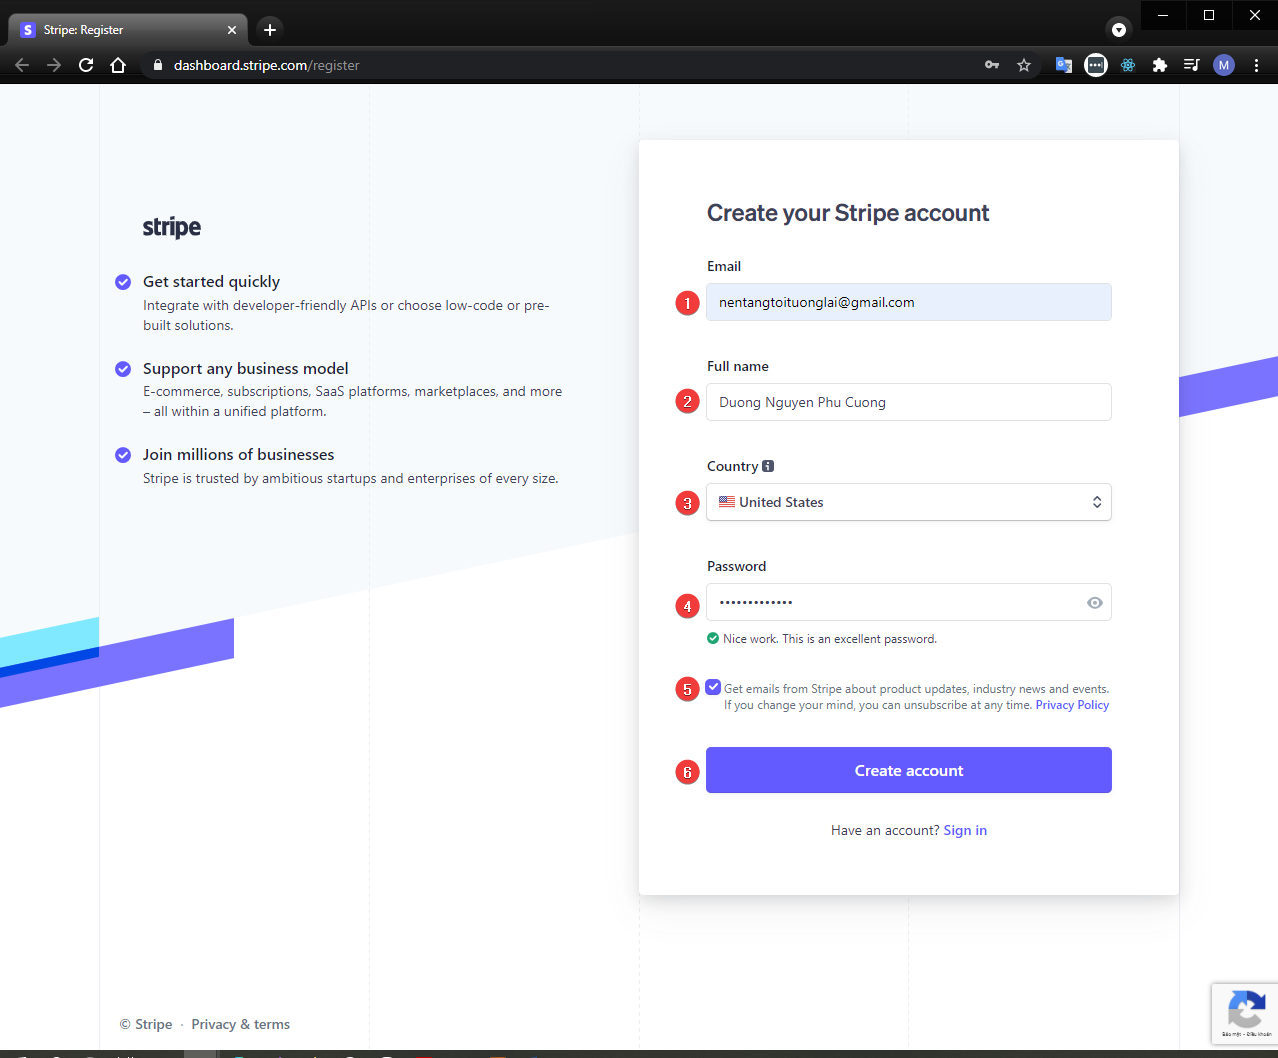 Stripe: Register
dashboard.stripe.com/register
M
stripe
Get started quickly
Integrate with developer-friendly APIs or choose low-code or pre-
built solutions.
Support any business model
E-commerce, subscriptions, SaaS platforms, marketplaces, and more
– all within a unified platform.
Join millions of businesses
Stripe is trusted by ambitious startups and enterprises of every size.
Create your Stripe account
Email
1 nentangtoituonglai@gmail.com
Full name
2 Duong Nguyen Phu Cuong
Country
3 United States
Password
4 •••••••••••••
Nice work. This is an excellent password.
5 Get emails from Stripe about product updates, industry news and events.
If you change your mind, you can unsubscribe at any time. Privacy Policy
6 Create account
Have an account? Sign in
© Stripe · Privacy & terms
Bảo mật - Điều khoản